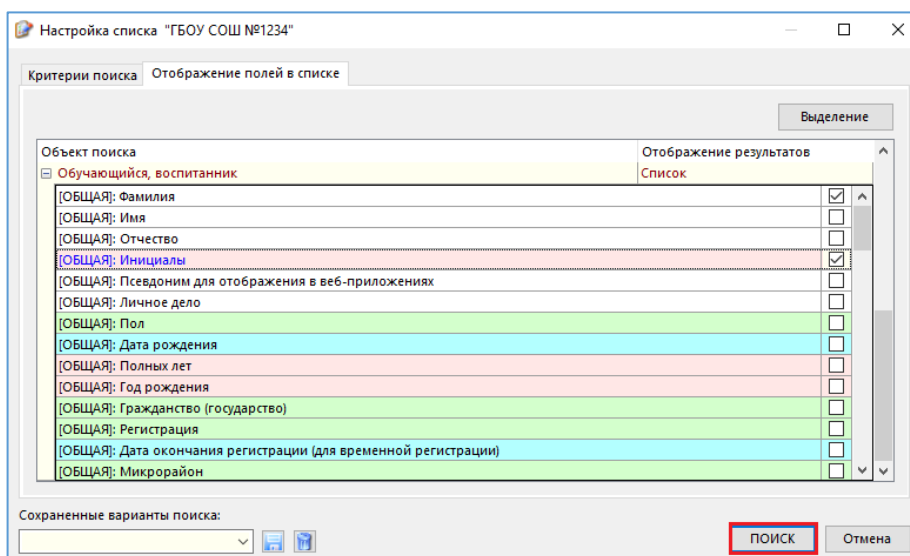 Настройка списка "ГБОУ СОШ №1234"
Критерии поиска Отображение полей в списке
Выделение
Объект поиска Отображение результатов
Обучающийся, воспитанник Список
[ОБЩАЯ]: Фамилия
[ОБЩАЯ]: Имя
[ОБЩАЯ]: Отчество
[ОБЩАЯ]: Инициалы
[ОБЩАЯ]: Псевдоним для отображения в веб-приложениях
[ОБЩАЯ]: Личное дело
[ОБЩАЯ]: Пол
[ОБЩАЯ]: Дата рождения
[ОБЩАЯ]: Полных лет
[ОБЩАЯ]: Год рождения
[ОБЩАЯ]: Гражданство (государство)
[ОБЩАЯ]: Регистрация
[ОБЩАЯ]: Дата окончания регистрации (для временной регистрации)
[ОБЩАЯ]: Микрорайон
Сохраненные варианты поиска:
ПОИСК Отмена